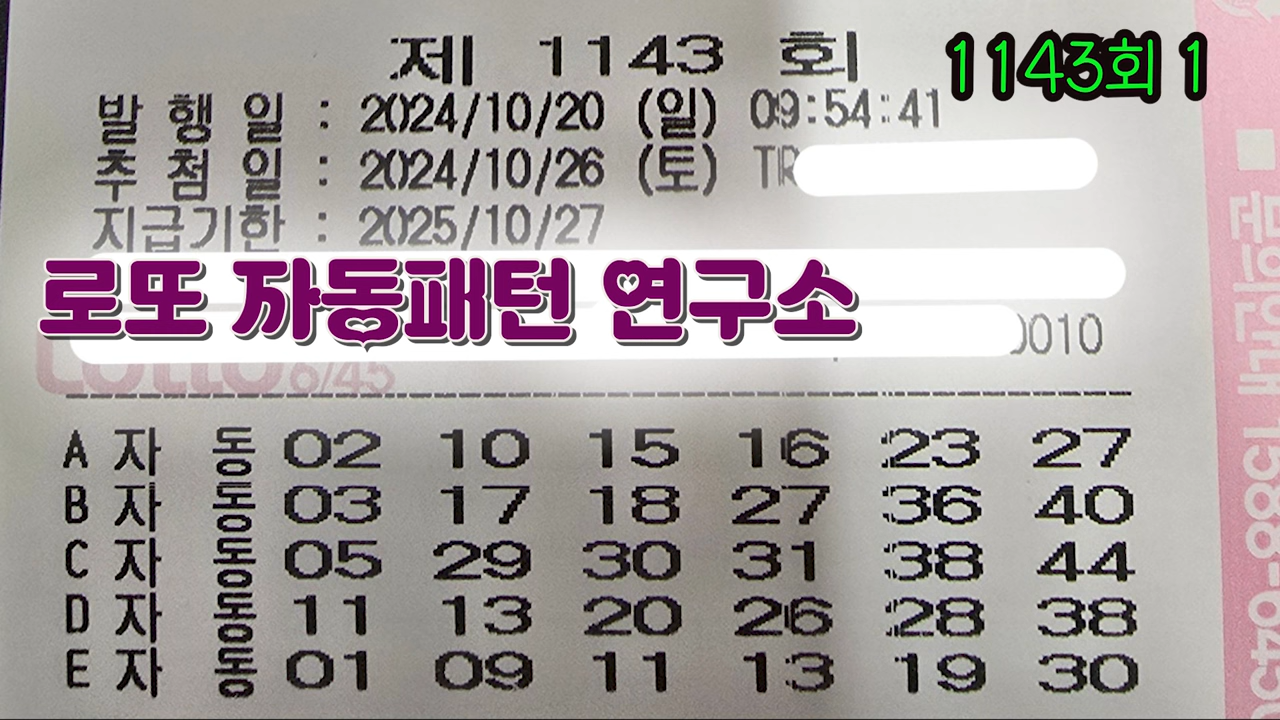 제 1143 회
1143회 1
발 행 일 : 2024/10/20 (일) 09:54:41
추 첨 일 : 2024/10/26 (토) TR
지급기한 : 2025/10/27
로또 자동패턴 연구소
0010
LOTTO 6/45
A 자 동 02 10 15 16 23 27
B 자 동 03 17 18 27 36 40
C 자 동 05 29 30 31 38 44
D 자 동 11 13 20 26 28 38
E 자 동 01 09 11 13 19 30